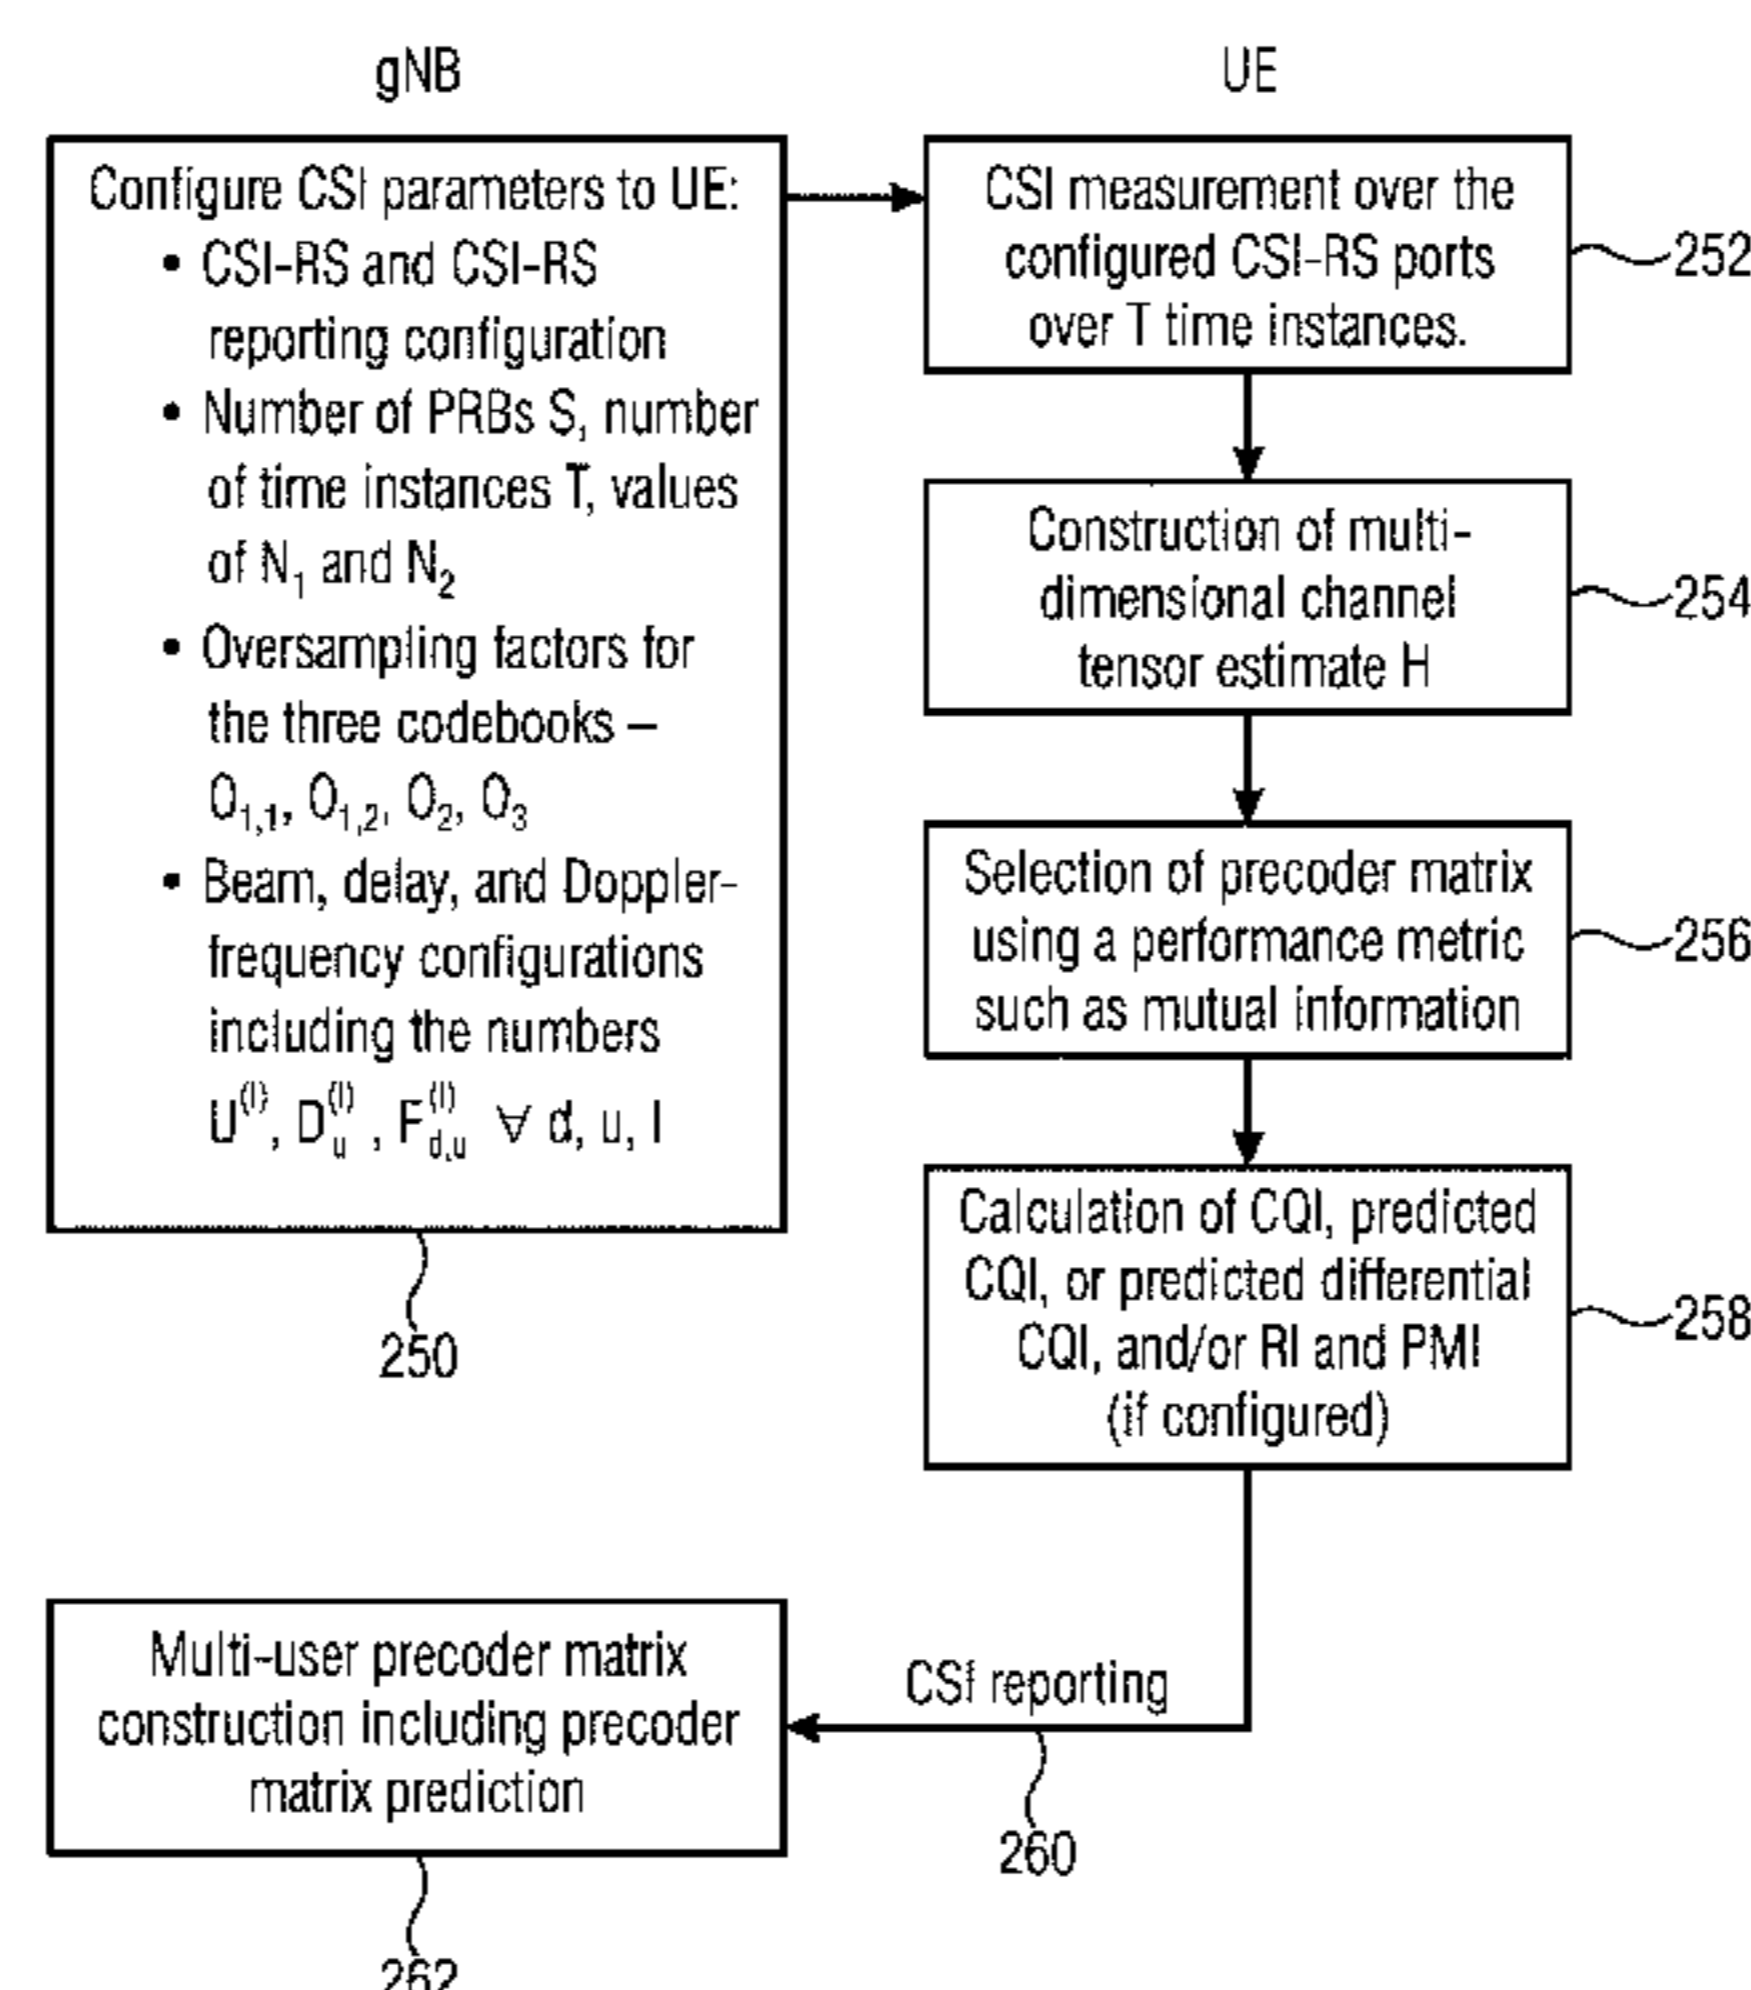 gNB
Configure CSI parameters to UE:
• CSI-RS and CSI-RS
reporting configuration
• Number of PRBs S, number
of time instances T, values
of N₁ and N₂
• Oversampling factors for
the three codebooks –
O₁,₁, O₁,₂, O₂, O₃
• Beam, delay, and Doppler-
frequency configurations
including the numbers
U^(l), D_u^(l), F_d,u^(l) ∀ d, u, l
250
UE
CSI measurement over the
configured CSI-RS ports
over T time instances.
252
Construction of multi-
dimensional channel
tensor estimate H
254
Selection of precoder matrix
using a performance metric
such as mutual information
256
Calculation of CQI, predicted
CQI, or predicted differential
CQI, and/or RI and PMI
(if configured)
258
CSI reporting
260
Multi-user precoder matrix
construction including precoder
matrix prediction
262